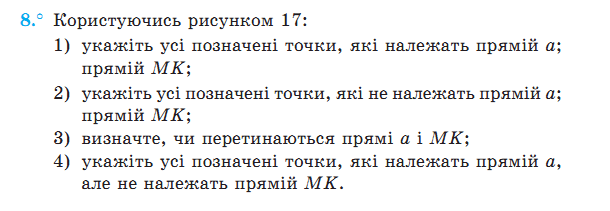 8.° Користуючись рисунком 17:
1) укажіть усі позначені точки, які належать прямій a;
прямій MK;
2) укажіть усі позначені точки, які не належать прямій a;
прямій MK;
3) визначте, чи перетинаються прямі a і MK;
4) укажіть усі позначені точки, які належать прямій a,
але не належать прямій MK.